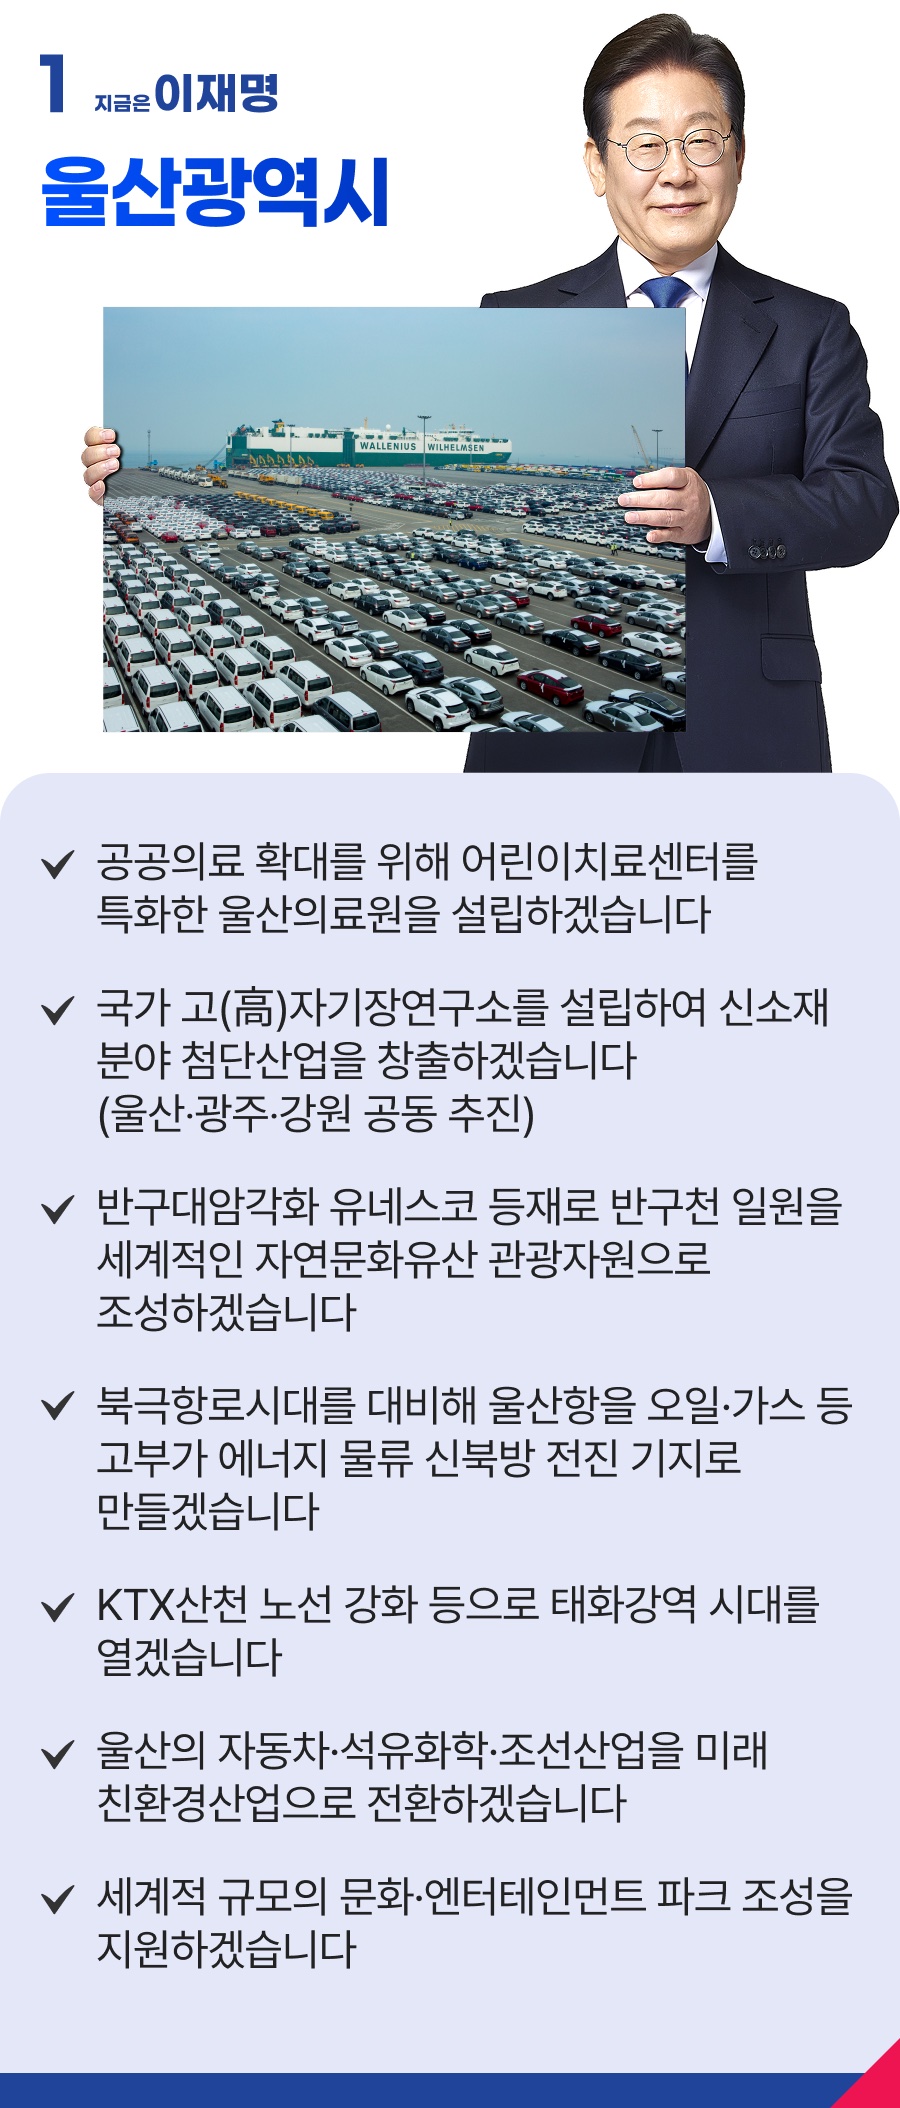 1 지금은 이재명
울산광역시
WALLENIUS WILHELMSEN
공공의료 확대를 위해 어린이치료센터를
특화한 울산의료원을 설립하겠습니다
국가 고(高)자기장연구소를 설립하여 신소재
분야 첨단산업을 창출하겠습니다
(울산·광주·강원 공동 추진)
반구대암각화 유네스코 등재로 반구천 일원을
세계적인 자연문화유산 관광자원으로
조성하겠습니다
북극항로시대를 대비해 울산항을 오일·가스 등
고부가 에너지 물류 신북방 전진 기지로
만들겠습니다
KTX산천 노선 강화 등으로 태화강역 시대를
열겠습니다
울산의 자동차·석유화학·조선산업을 미래
친환경산업으로 전환하겠습니다
세계적 규모의 문화·엔터테인먼트 파크 조성을
지원하겠습니다